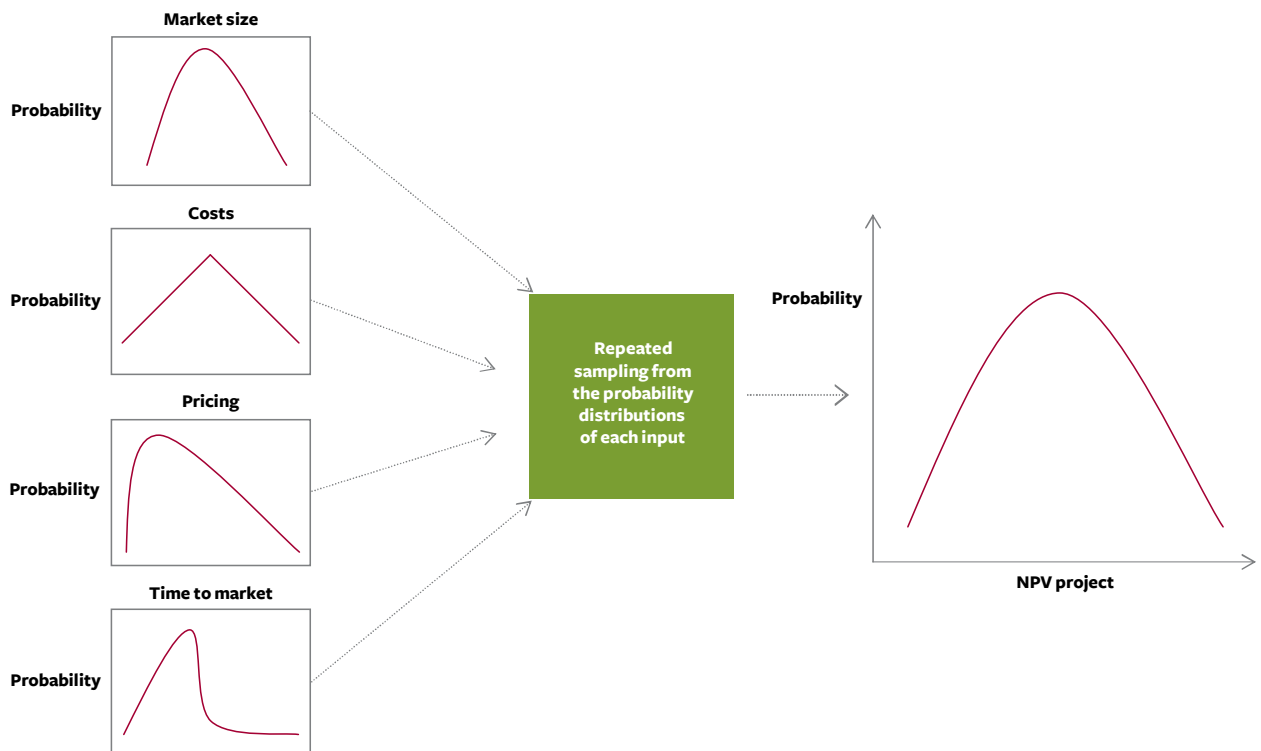 Market size
Probability
Costs
Probability
Pricing
Probability
Time to market
Probability
Repeated
sampling from
the probability
distributions
of each input
Probability
NPV project